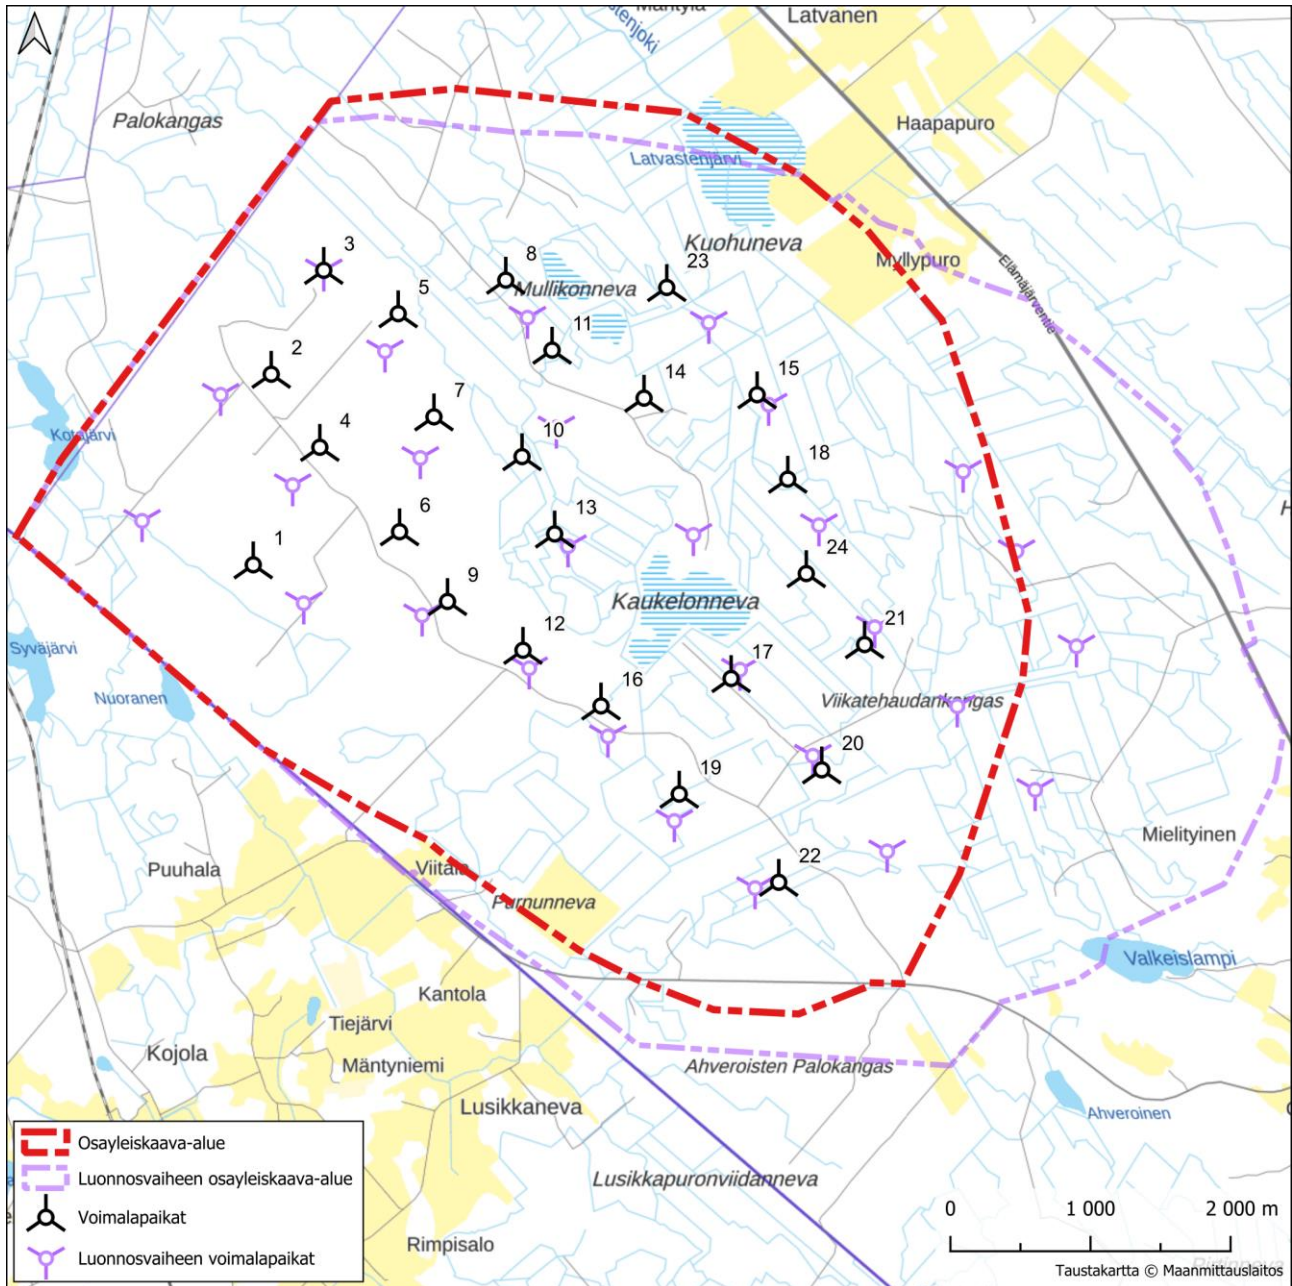 Mäntylä
Latvanen
Palokangas
Haapapuro
Latvastenjärvi
Kuohuneva
Myllypuro
Elämäjärventie
3
8
23
Mullikonneva
5
11
2
14
15
7
Kotajärvi
4
10
18
6
13
1
24
9
Kaukelonneva
12
21
Syväjärvi
17
Nuoranen
16
Viikatehaudankangas
20
19
Mielityinen
Puuhala
Viitala
22
Purnunneva
Valkeislampi
Kantola
Tiejärvi
Kojola
Mäntyniemi
Ahveroisten Palokangas
Lusikkaneva
Ahveroinen
Lusikkapuronviidanneva
Rimpisalo
Osayleiskaava-alue
Luonnosvaiheen osayleiskaava-alue
Voimalapaikat
Luonnosvaiheen voimalapaikat
0 1 000 2 000 m
Taustakartta © Maanmittauslaitos